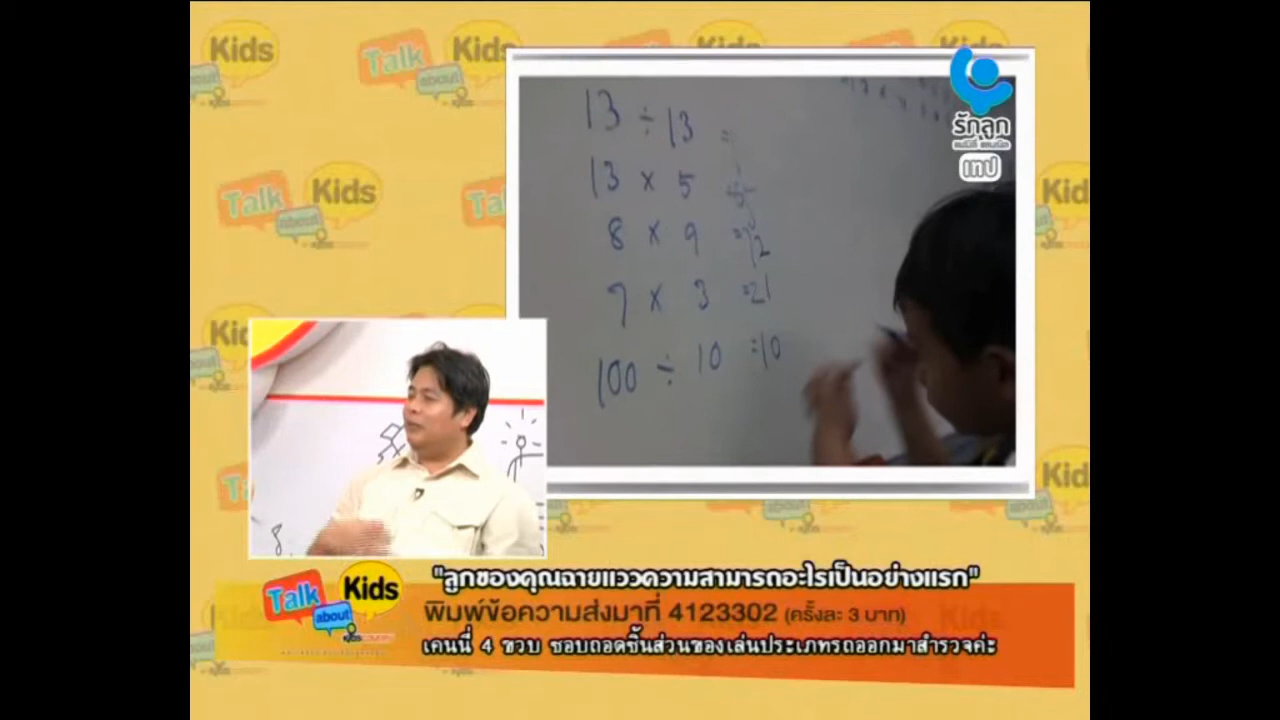 Talk about Kids
รักลูก
เทป
13 ÷ 13 =
13 × 5
8 × 9 =72
7 × 3 =21
100 ÷ 10 =10
8
Talk about Kids
"ลูกของคุณฉายแววความสามารถอะไรเป็นอย่างแรก"
พิมพ์ข้อความส่งมาที่ 4123302 (ครั้งละ 3 บาท)
เคนนี่ 4 ขวบ ชอบถอดชิ้นส่วนของเล่นประเภทรถออกมาสำรวจค่ะ